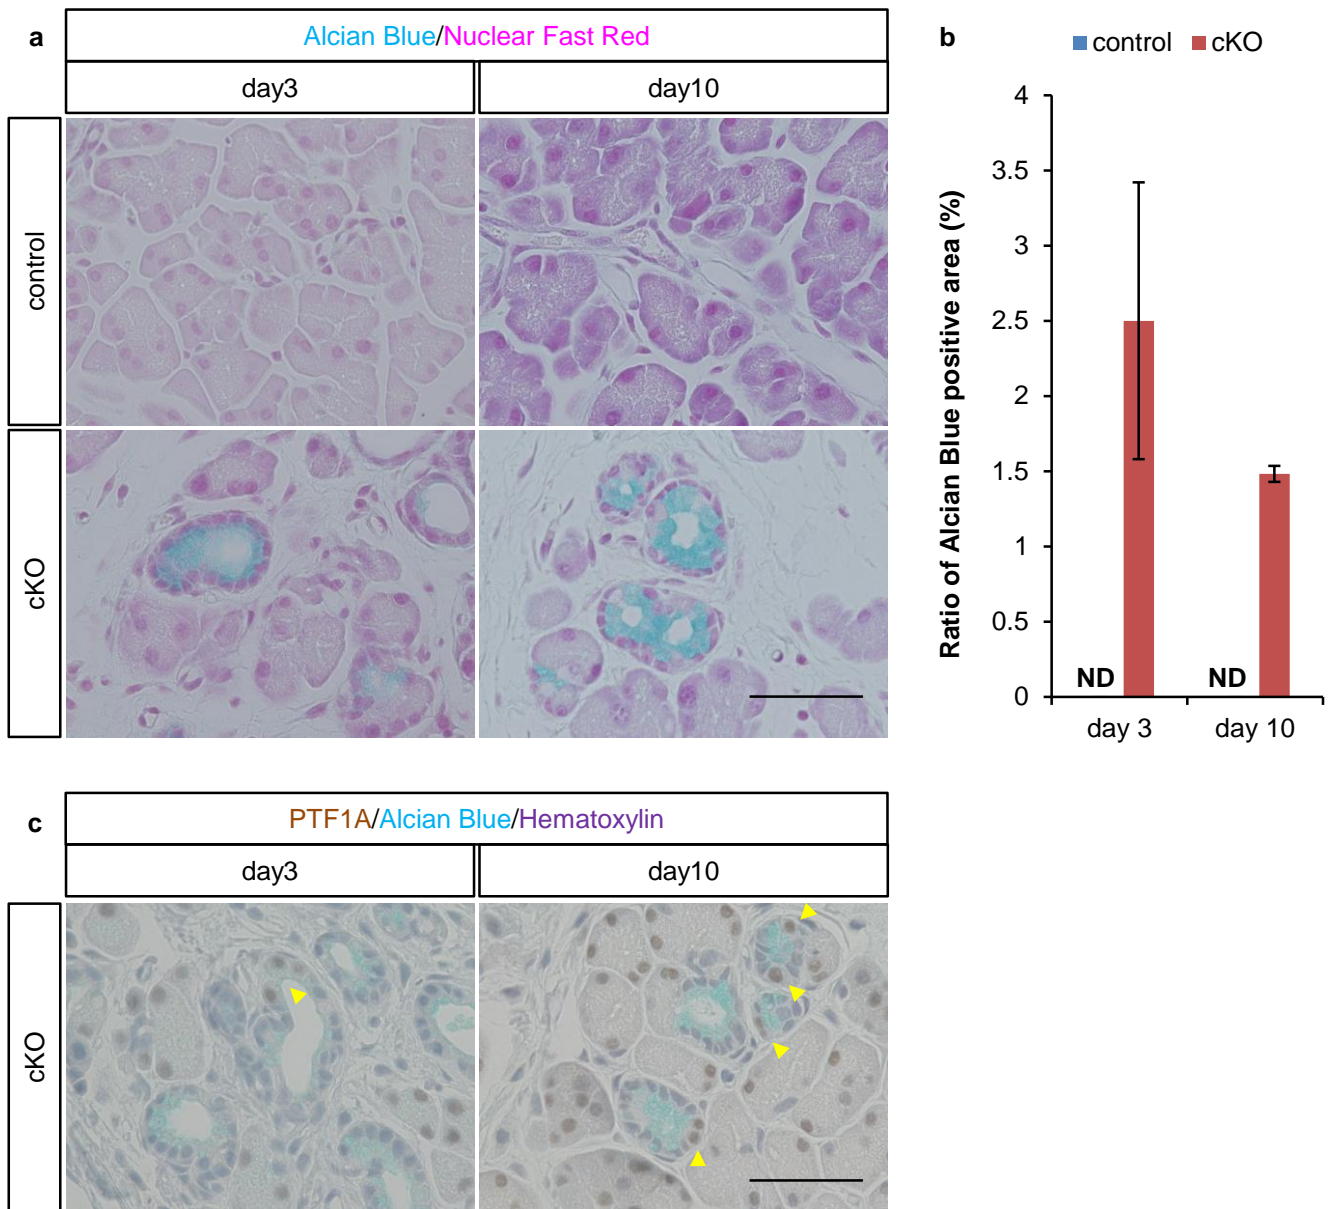 a
Alcian Blue/Nuclear Fast Red
day3
day10
control
cKO
b
control
cKO
Ratio of Alcian Blue positive area (%)
4
3.5
3
2.5
2
1.5
1
0.5
0
ND
ND
day 3
day 10
c
PTF1A/Alcian Blue/Hematoxylin
day3
day10
cKO